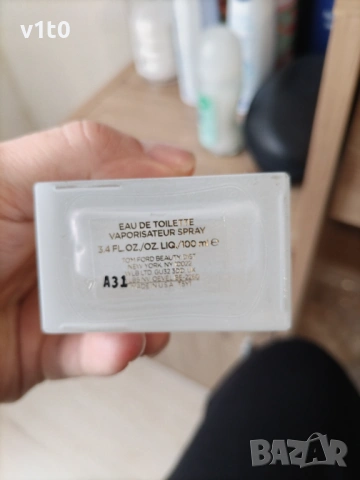 v1t0
EAU DE TOILETTE
VAPORISATEUR SPRAY
3.4 FL.OZ./OZ. LIQ./100 ml ℮
TOM FORD BEAUTY DIST
NEW YORK, NY 10022
A31
BAZAR